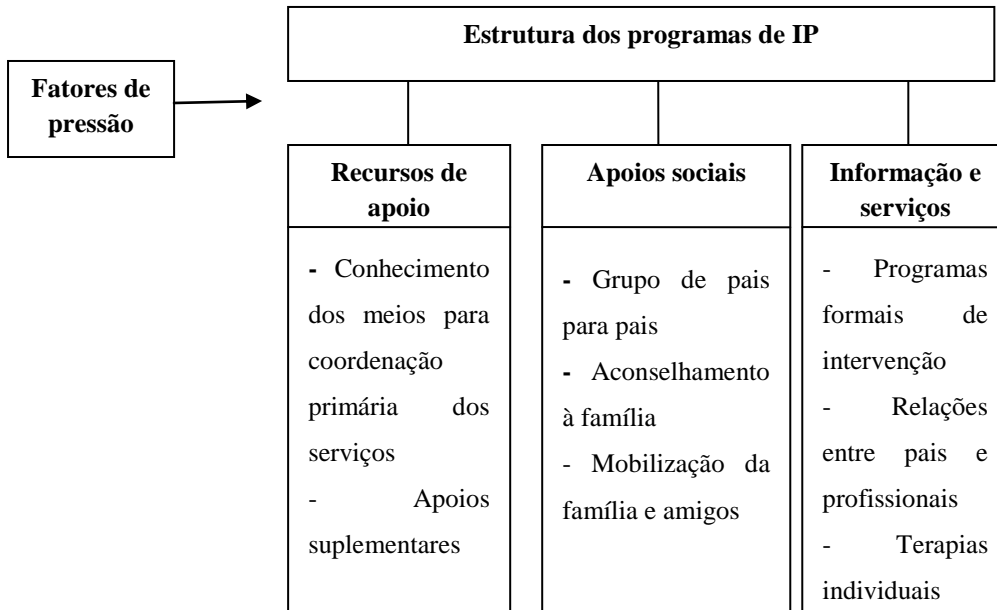 Estrutura dos programas de IP
Fatores de
pressão
Recursos de
apoio
- Conhecimento
dos meios para
coordenação
primária dos
serviços
- Apoios
suplementares
Apoios sociais
- Grupo de pais
para pais
- Aconselhamento
à família
- Mobilização da
família e amigos
Informação e
serviços
- Programas
formais de
intervenção
- Relações
entre pais e
profissionais
- Terapias
individuais